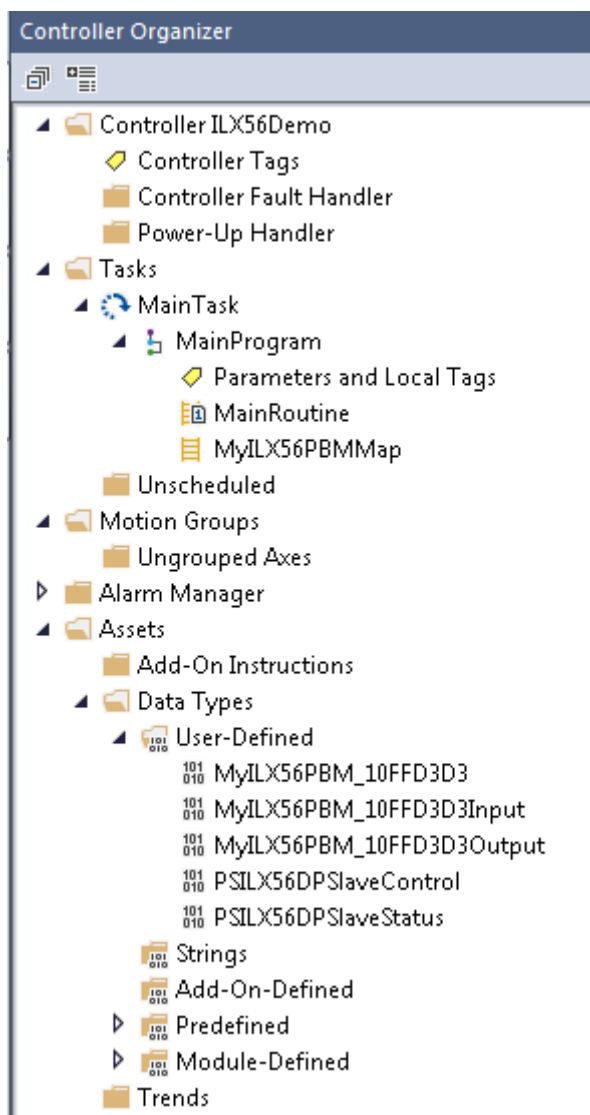 Controller Organizer
Controller ILX56Demo
Controller Tags
Controller Fault Handler
Power-Up Handler
Tasks
MainTask
MainProgram
Parameters and Local Tags
MainRoutine
MyILX56PBMMap
Unscheduled
Motion Groups
Ungrouped Axes
Alarm Manager
Assets
Add-On Instructions
Data Types
User-Defined
MyILX56PBM_10FFD3D3
MyILX56PBM_10FFD3D3Input
MyILX56PBM_10FFD3D3Output
PSILX56DPSlaveControl
PSILX56DPSlaveStatus
Strings
Add-On-Defined
Predefined
Module-Defined
Trends